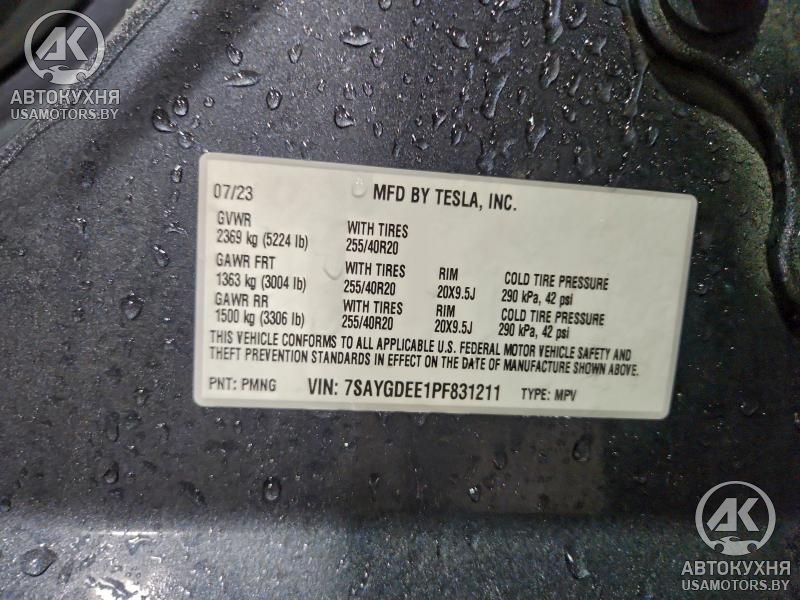 АК
АВТОКУХНЯ
USAMOTORS.BY
07/23 MFD BY TESLA, INC.
GVWR
2369 kg (5224 lb) WITH TIRES 255/40R20
GAWR FRT
1363 kg (3004 lb) WITH TIRES 255/40R20 RIM 20X9.5J COLD TIRE PRESSURE 290 kPa, 42 psi
GAWR RR
1500 kg (3306 lb) WITH TIRES 255/40R20 RIM 20X9.5J COLD TIRE PRESSURE 290 kPa, 42 psi
THIS VEHICLE CONFORMS TO ALL APPLICABLE U.S. FEDERAL MOTOR VEHICLE SAFETY AND
THEFT PREVENTION STANDARDS IN EFFECT ON THE DATE OF MANUFACTURE SHOWN ABOVE.
PNT: PMNG VIN: 7SAYGDEE1PF831211 TYPE: MPV
АК
АВТОКУХНЯ
USAMOTORS.BY